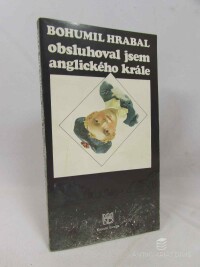 BOHUMIL HRABAL
obsluhoval jsem
anglického krále